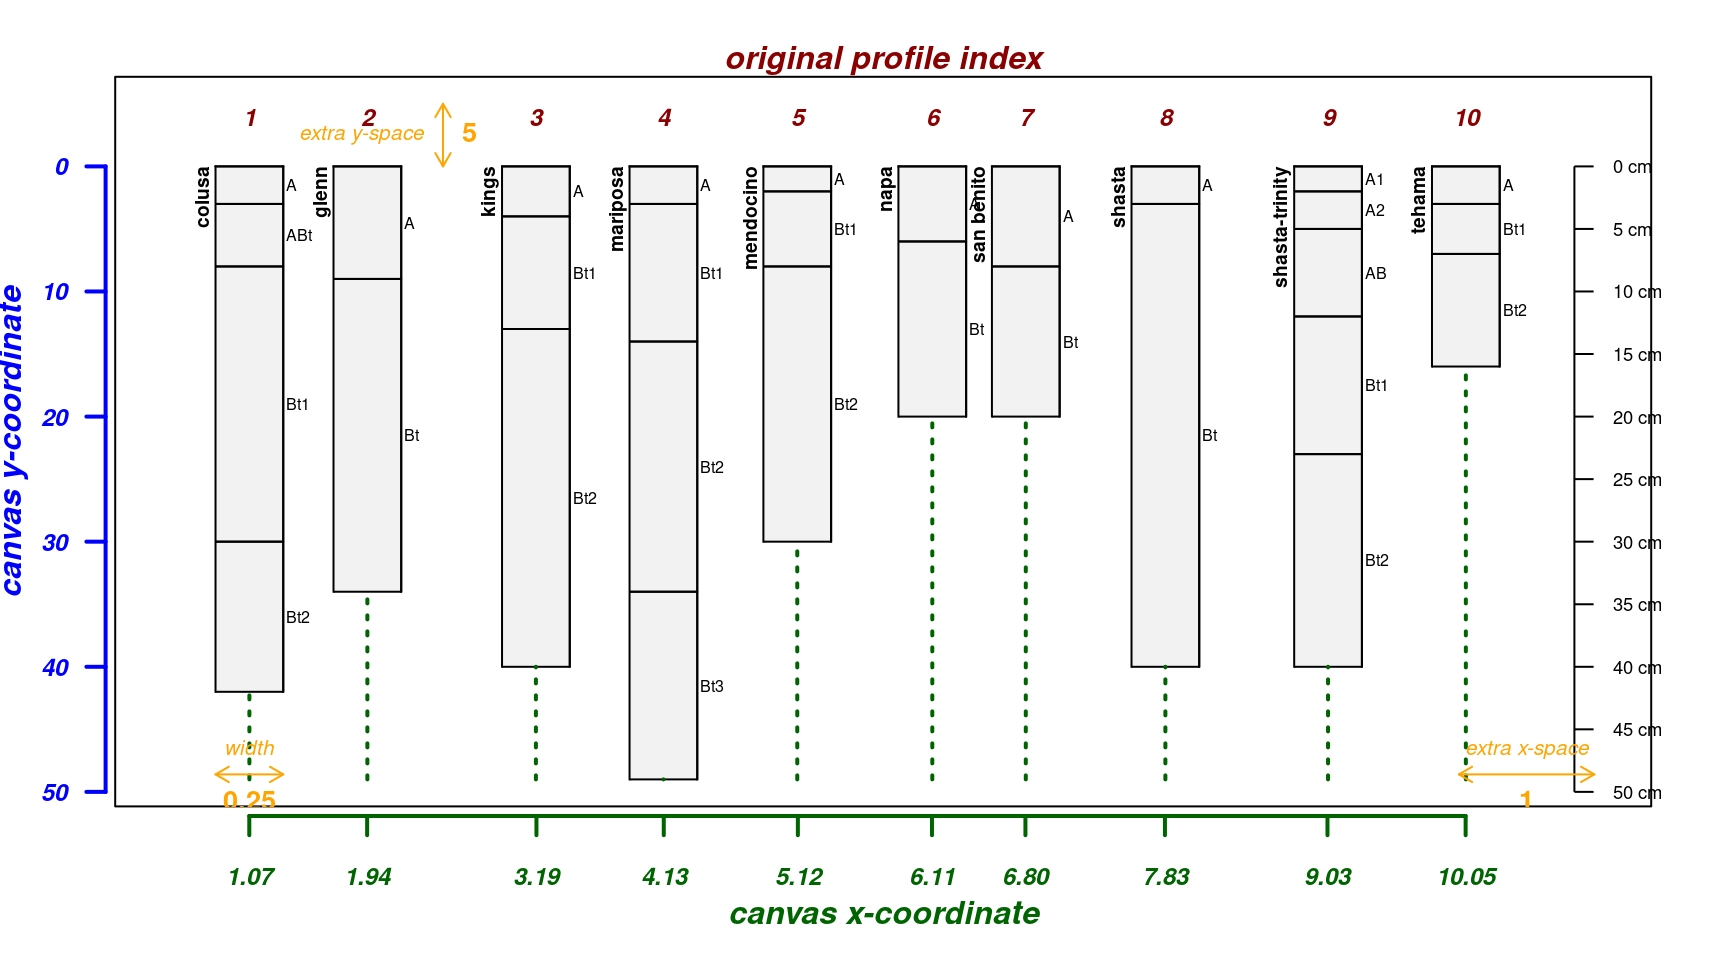 original profile index
1 2 3 4 5 6 7 8 9 10
extra y-space 5
canvas y-coordinate
0
10
20
30
40
50
colusa
A
ABt
Bt1
Bt2
glenn
A
Bt
kings
A
Bt1
Bt2
mariposa
A
Bt1
Bt2
Bt3
mendocino
A
Bt1
Bt2
napa
A
Bt
san benito
A
Bt
shasta
A
Bt
shasta-trinity
A1
A2
AB
Bt1
Bt2
tehama
A
Bt1
Bt2
0 cm
5 cm
10 cm
15 cm
20 cm
25 cm
30 cm
35 cm
40 cm
45 cm
50 cm
width
0.25
extra x-space
1
1.07 1.94 3.19 4.13 5.12 6.11 6.80 7.83 9.03 10.05
canvas x-coordinate